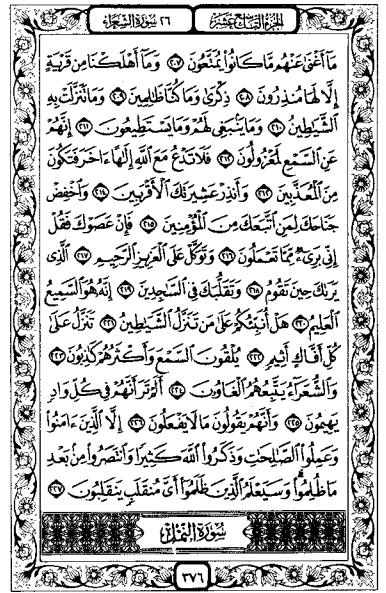 الجزء التاسع عشر ٢٦ سورة الشعراء
مَآ أَغْنَىٰ عَنْهُم مَّا كَانُوا۟ يُمَتَّعُونَ ٢٠٧ وَمَآ أَهْلَكْنَا مِن قَرْيَةٍ
إِلَّا لَهَا مُنذِرُونَ ٢٠٨ ذِكْرَىٰ وَمَا كُنَّا ظَٰلِمِينَ ٢٠٩ وَمَا تَنَزَّلَتْ بِهِ
ٱلشَّيَٰطِينُ ٢١٠ وَمَا يَنۢبَغِى لَهُمْ وَمَا يَسْتَطِيعُونَ ٢١١ إِنَّهُمْ
عَنِ ٱلسَّمْعِ لَمَعْزُولُونَ ٢١٢ فَلَا تَدْعُ مَعَ ٱللَّهِ إِلَٰهًا ءَاخَرَ فَتَكُونَ
مِنَ ٱلْمُعَذَّبِينَ ٢١٣ وَأَنذِرْ عَشِيرَتَكَ ٱلْأَقْرَبِينَ ٢١٤ وَٱخْفِضْ
جَنَاحَكَ لِمَنِ ٱتَّبَعَكَ مِنَ ٱلْمُؤْمِنِينَ ٢١٥ فَإِنْ عَصَوْكَ فَقُلْ
إِنِّى بَرِىٓءٌ مِّمَّا تَعْمَلُونَ ٢١٦ وَتَوَكَّلْ عَلَى ٱلْعَزِيزِ ٱلرَّحِيمِ ٢١٧ ٱلَّذِى
يَرَىٰكَ حِينَ تَقُومُ ٢١٨ وَتَقَلُّبَكَ فِى ٱلسَّٰجِدِينَ ٢١٩ إِنَّهُۥ هُوَ ٱلسَّمِيعُ
ٱلْعَلِيمُ ٢٢٠ هَلْ أُنَبِّئُكُمْ عَلَىٰ مَن تَنَزَّلُ ٱلشَّيَٰطِينُ ٢٢١ تَنَزَّلُ عَلَىٰ
كُلِّ أَفَّاكٍ أَثِيمٍ ٢٢٢ يُلْقُونَ ٱلسَّمْعَ وَأَكْثَرُهُمْ كَٰذِبُونَ ٢٢٣
وَٱلشُّعَرَآءُ يَتَّبِعُهُمُ ٱلْغَاوُۥنَ ٢٢٤ أَلَمْ تَرَ أَنَّهُمْ فِى كُلِّ وَادٍ
يَهِيمُونَ ٢٢٥ وَأَنَّهُمْ يَقُولُونَ مَا لَا يَفْعَلُونَ ٢٢٦ إِلَّا ٱلَّذِينَ ءَامَنُوا۟
وَعَمِلُوا۟ ٱلصَّٰلِحَٰتِ وَذَكَرُوا۟ ٱللَّهَ كَثِيرًا وَٱنتَصَرُوا۟ مِنۢ بَعْدِ
مَا ظُلِمُوا۟ وَسَيَعْلَمُ ٱلَّذِينَ ظَلَمُوٓا۟ أَىَّ مُنقَلَبٍ يَنقَلِبُونَ ٢٢٧
سورة النمل
٣٧٦